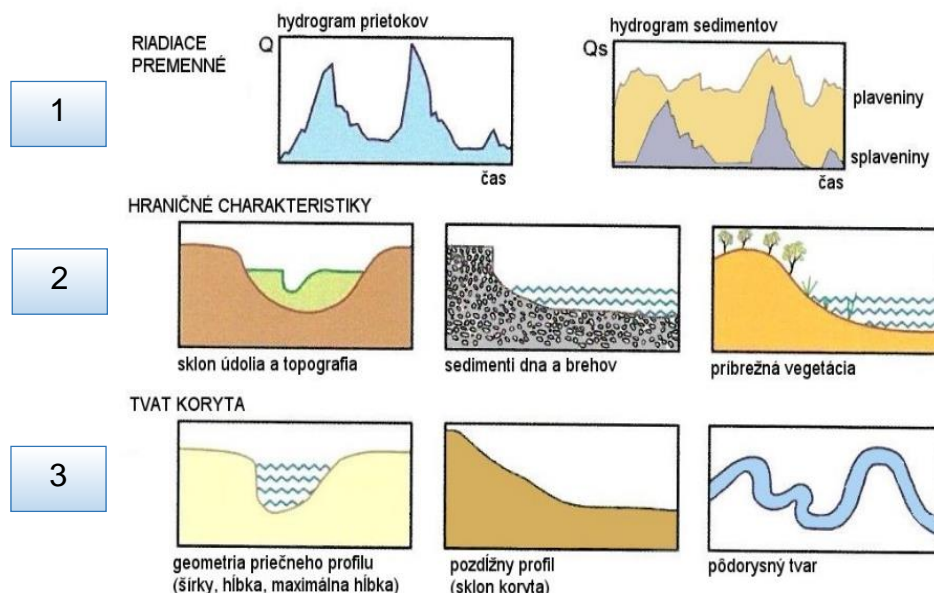 hydrogram prietokov
hydrogram sedimentov
RIADIACE
PREMENNÉ
Q
Qs
1
plaveniny
splaveniny
čas
čas
HRANIČNÉ CHARAKTERISTIKY
2
sklon údolia a topografia
sedimenti dna a brehov
príbrežná vegetácia
TVAT KORYTA
3
geometria priečneho profilu
(šírky, hĺbka, maximálna hĺbka)
pozdĺžny profil
(sklon koryta)
pôdorysný tvar